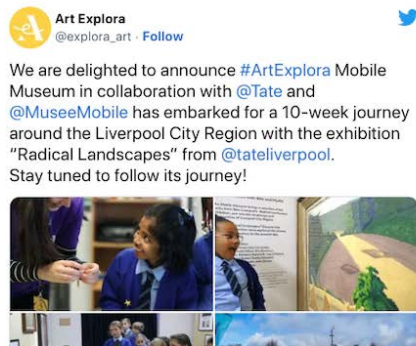 Art Explora
@explora_art · Follow
We are delighted to announce #ArtExplora Mobile
Museum in collaboration with @Tate and
@MuseeMobile has embarked for a 10-week journey
around the Liverpool City Region with the exhibition
"Radical Landscapes" from @tateliverpool.
Stay tuned to follow its journey!